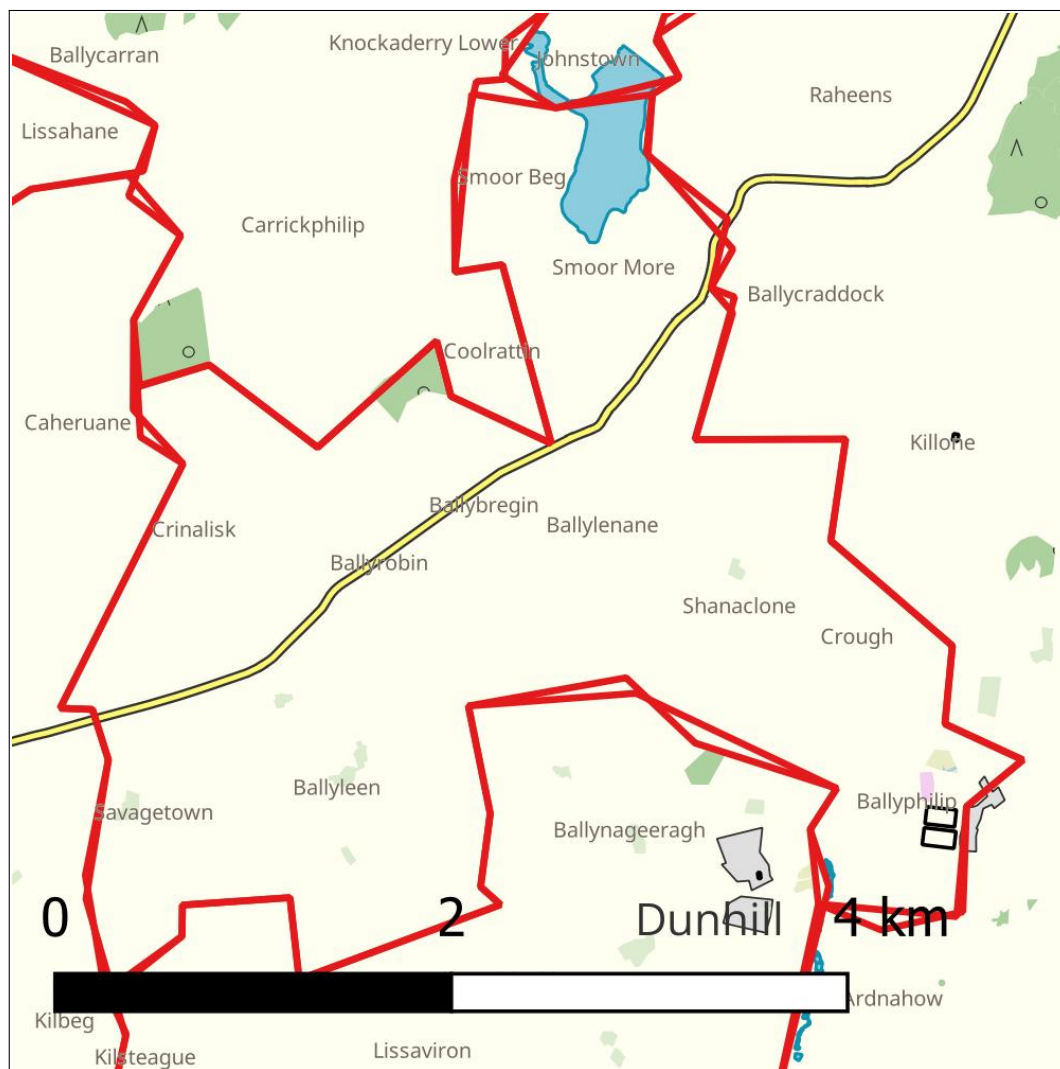 Knockaderry Lower
Ballycarran
Johnstown
Raheens
Lissahane
Smoor Beg
Carrickphilip
Smoor More
Ballycraddock
Coolrattin
Caheruane
Killone
Ballybregin
Crinalisk
Ballylenane
Ballyrobin
Shanaclone
Crough
Ballyleen
Savagetown
Ballyphilip
Ballynageeragh
0 2 4 km
Dunhill
Ardnahow
Kilbeg
Kilsteague
Lissaviron